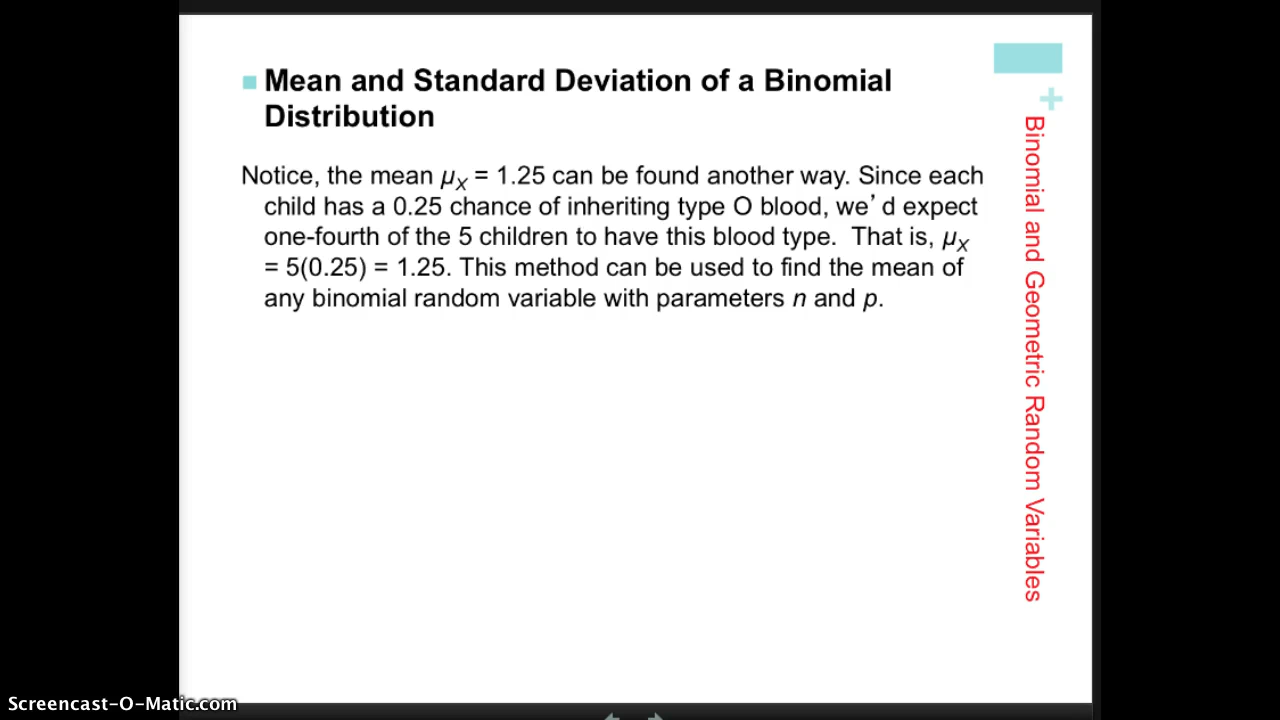 Mean and Standard Deviation of a Binomial
Distribution
Notice, the mean μX = 1.25 can be found another way. Since each
child has a 0.25 chance of inheriting type O blood, we’d expect
one-fourth of the 5 children to have this blood type. That is, μX
= 5(0.25) = 1.25. This method can be used to find the mean of
any binomial random variable with parameters n and p.
+
Binomial and Geometric Random Variables
Screencast-O-Matic.com